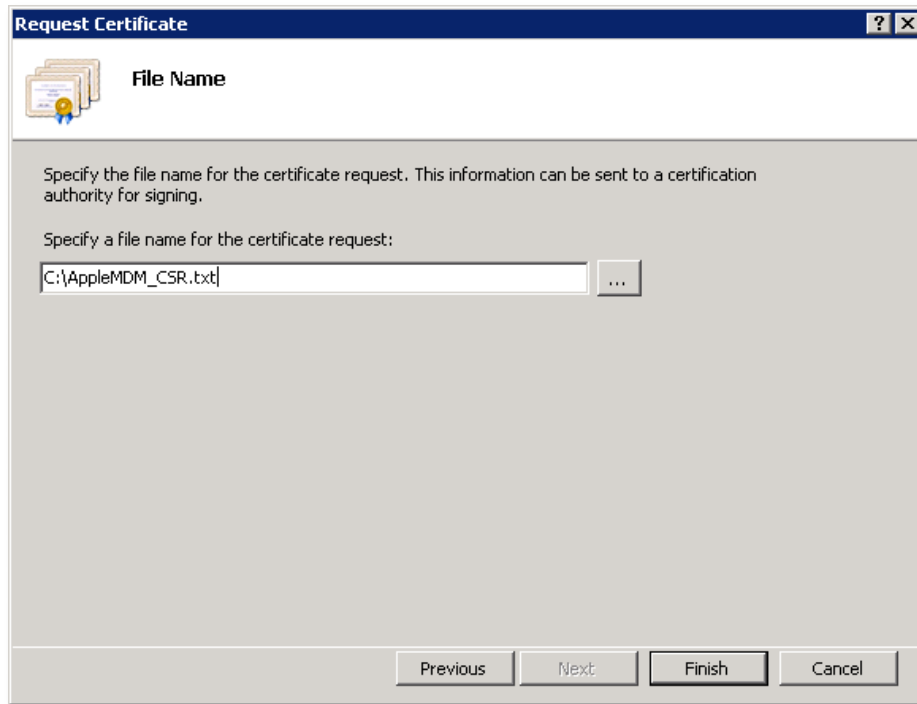 Request Certificate
? X
File Name
Specify the file name for the certificate request. This information can be sent to a certification
authority for signing.
Specify a file name for the certificate request:
C:\AppleMDM_CSR.txt
...
Previous Next Finish Cancel